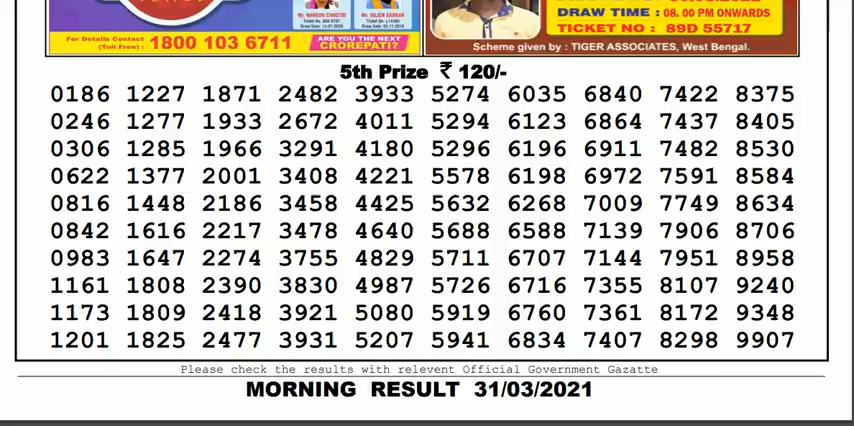 Mr. NARESH CHHETRI
Mr. SUJEN SARKAR
DRAW TIME : 08. 00 PM ONWARDS
TICKET NO : 89D 55717
For Details Contact
(Toll Free) : 1800 103 6711
ARE YOU THE NEXT
CROREPATI?
Scheme given by : TIGER ASSOCIATES, West Bengal.
5th Prize ₹ 120/-
0186 1227 1871 2482 3933 5274 6035 6840 7422 8375
0246 1277 1933 2672 4011 5294 6123 6864 7437 8405
0306 1285 1966 3291 4180 5296 6196 6911 7482 8530
0622 1377 2001 3408 4221 5578 6198 6972 7591 8584
0816 1448 2186 3458 4425 5632 6268 7009 7749 8634
0842 1616 2217 3478 4640 5688 6588 7139 7906 8706
0983 1647 2274 3755 4829 5711 6707 7144 7951 8958
1161 1808 2390 3830 4987 5726 6716 7355 8107 9240
1173 1809 2418 3921 5080 5919 6760 7361 8172 9348
1201 1825 2477 3931 5207 5941 6834 7407 8298 9907
Please check the results with relevent Official Government Gazatte
MORNING RESULT 31/03/2021